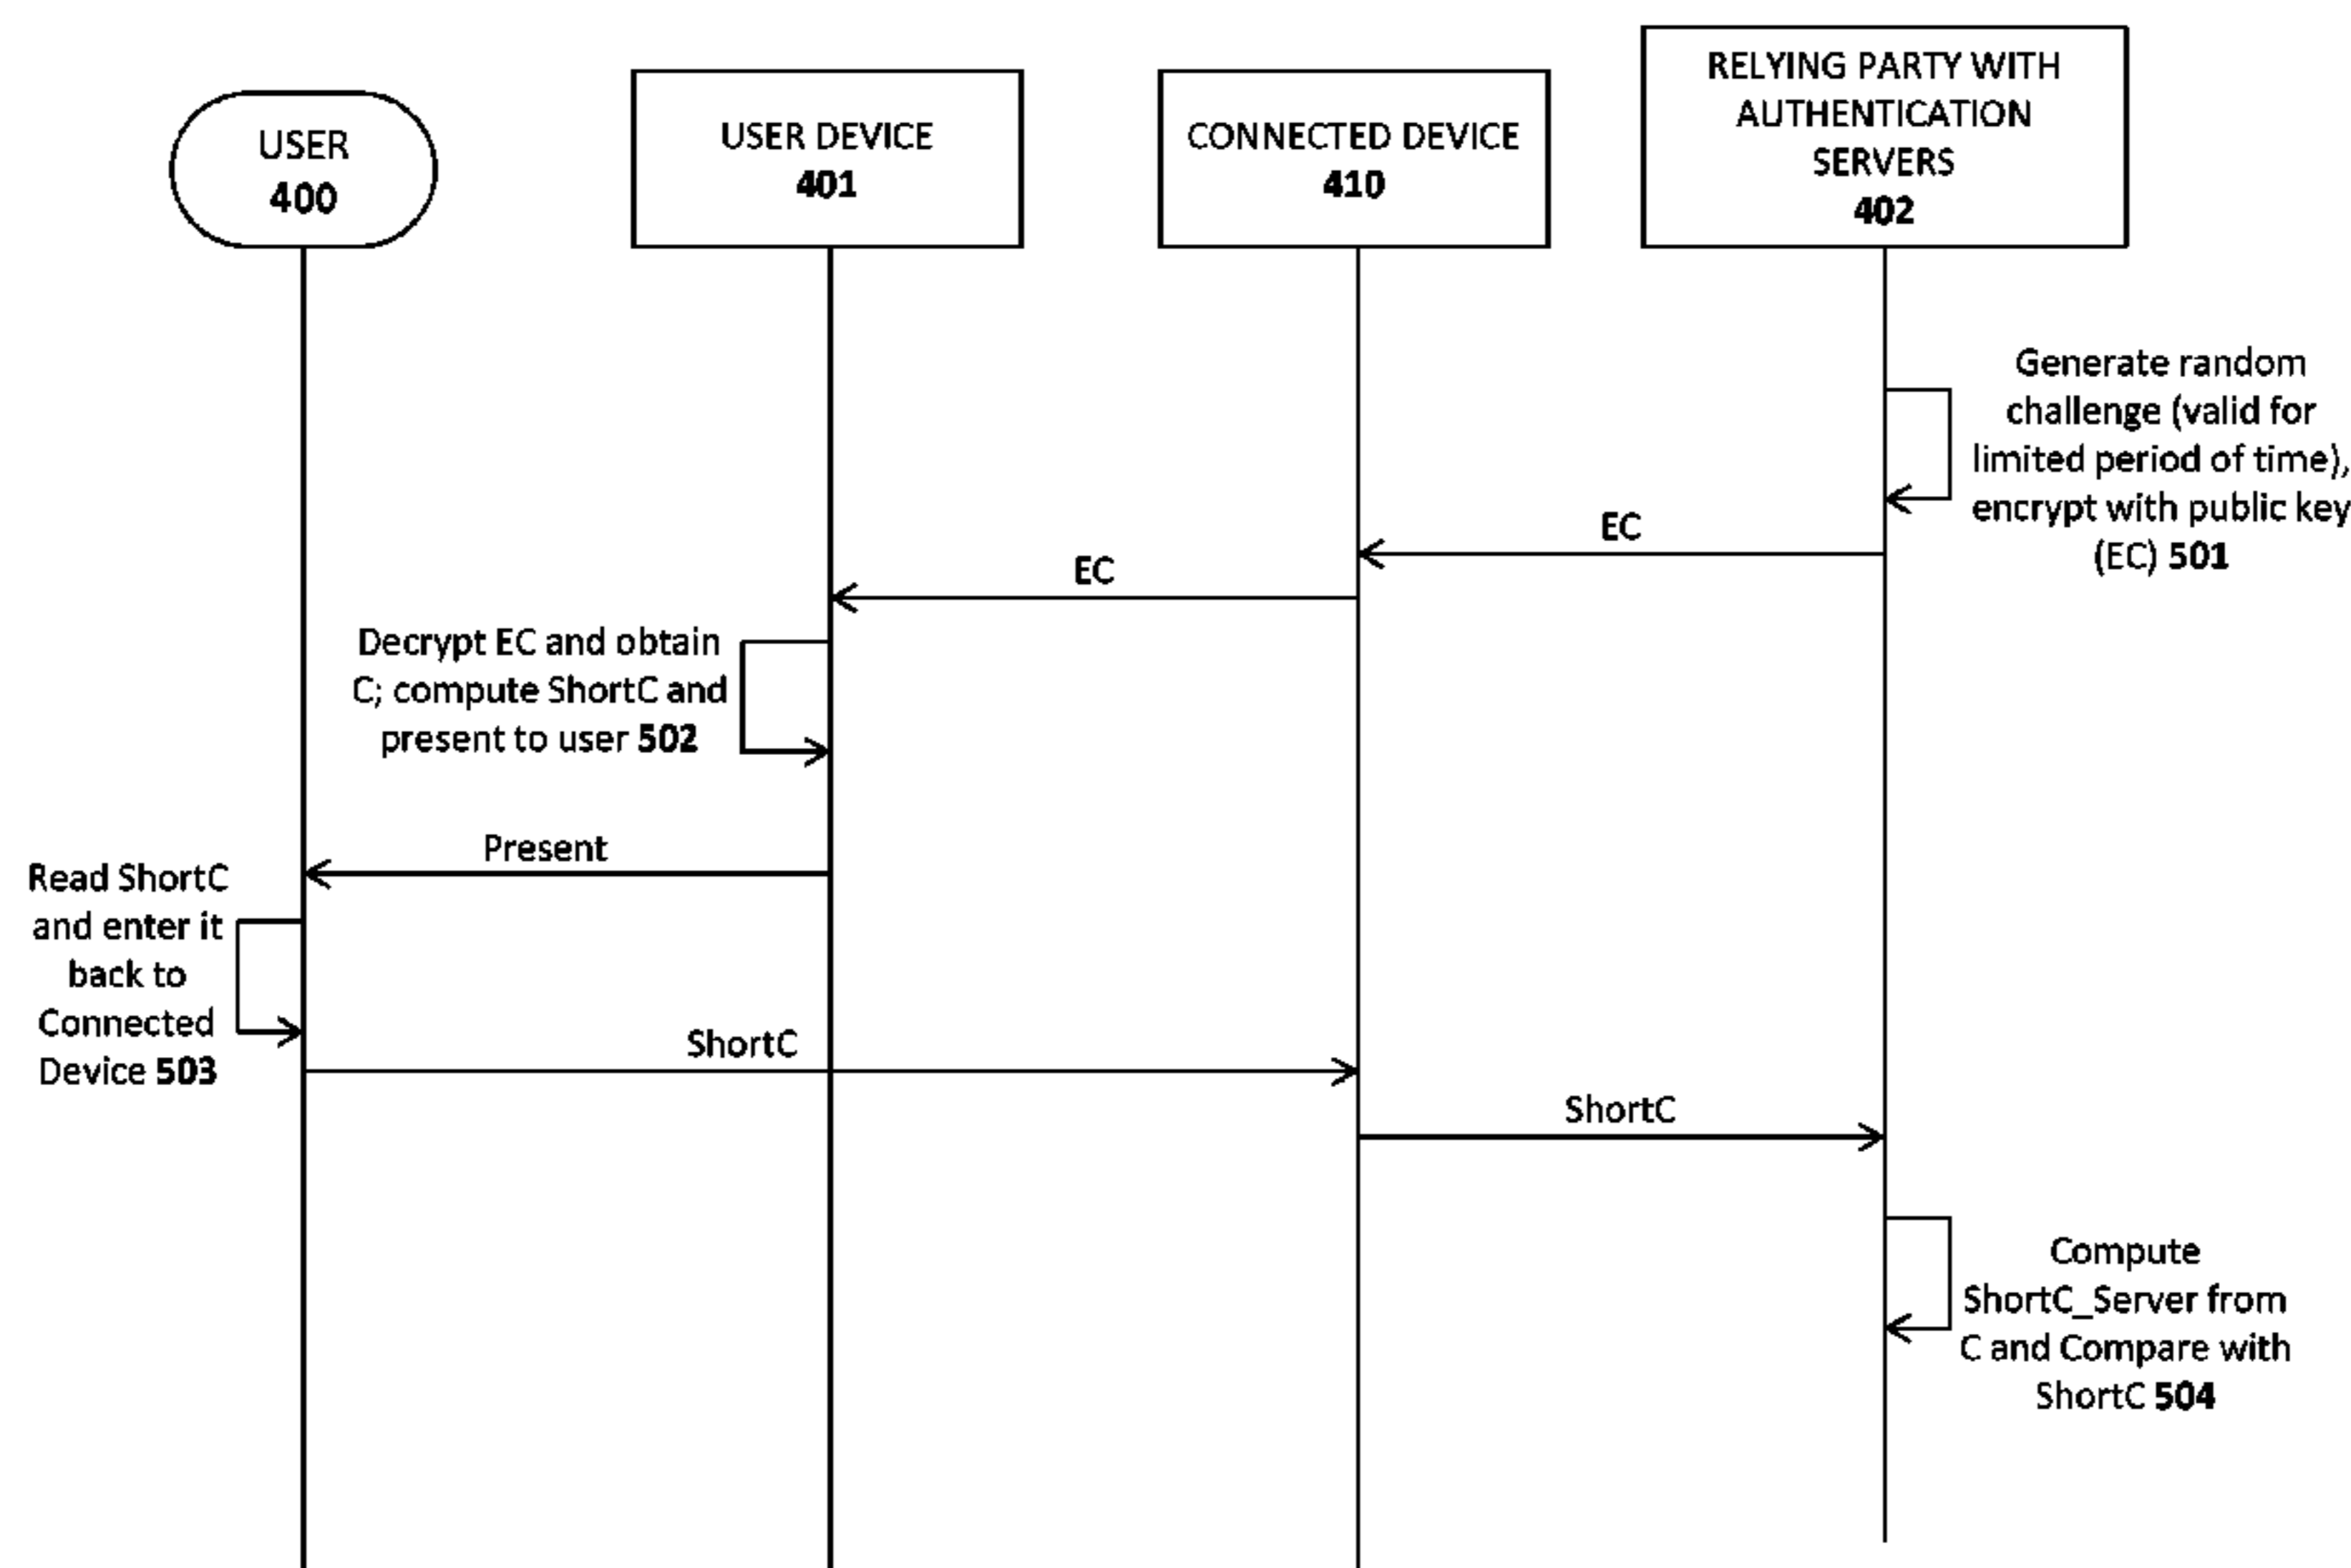 USER
400
USER DEVICE
401
CONNECTED DEVICE
410
RELYING PARTY WITH
AUTHENTICATION
SERVERS
402
Generate random
challenge (valid for
limited period of time),
encrypt with public key
(EC) 501
EC
EC
Decrypt EC and obtain
C; compute ShortC and
present to user 502
Present
Read ShortC
and enter it
back to
Connected
Device 503
ShortC
ShortC
Compute
ShortC_Server from
C and Compare with
ShortC 504